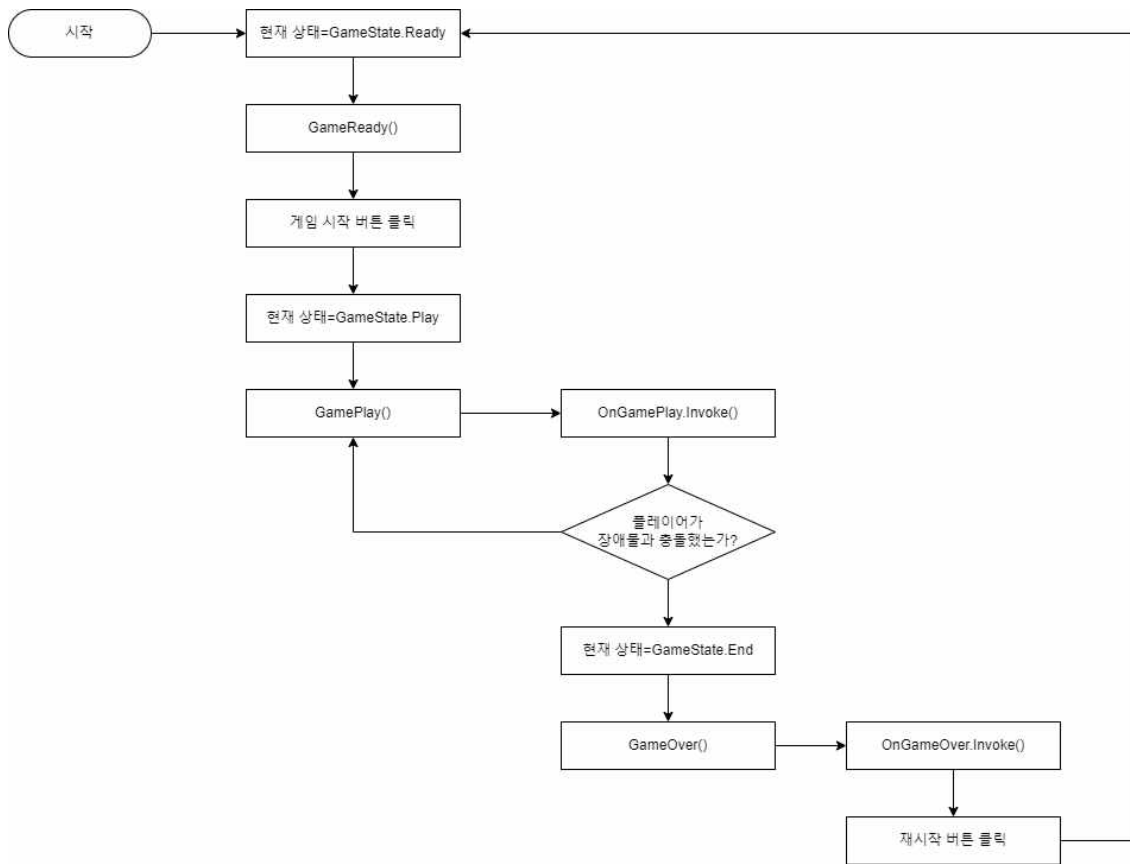 시작
현재 상태=GameState.Ready
GameReady()
게임 시작 버튼 클릭
현재 상태=GameState.Play
GamePlay()
OnGamePlay.Invoke()
플레이어가
장애물과 충돌했는가?
현재 상태=GameState.End
GameOver()
OnGameOver.Invoke()
재시작 버튼 클릭